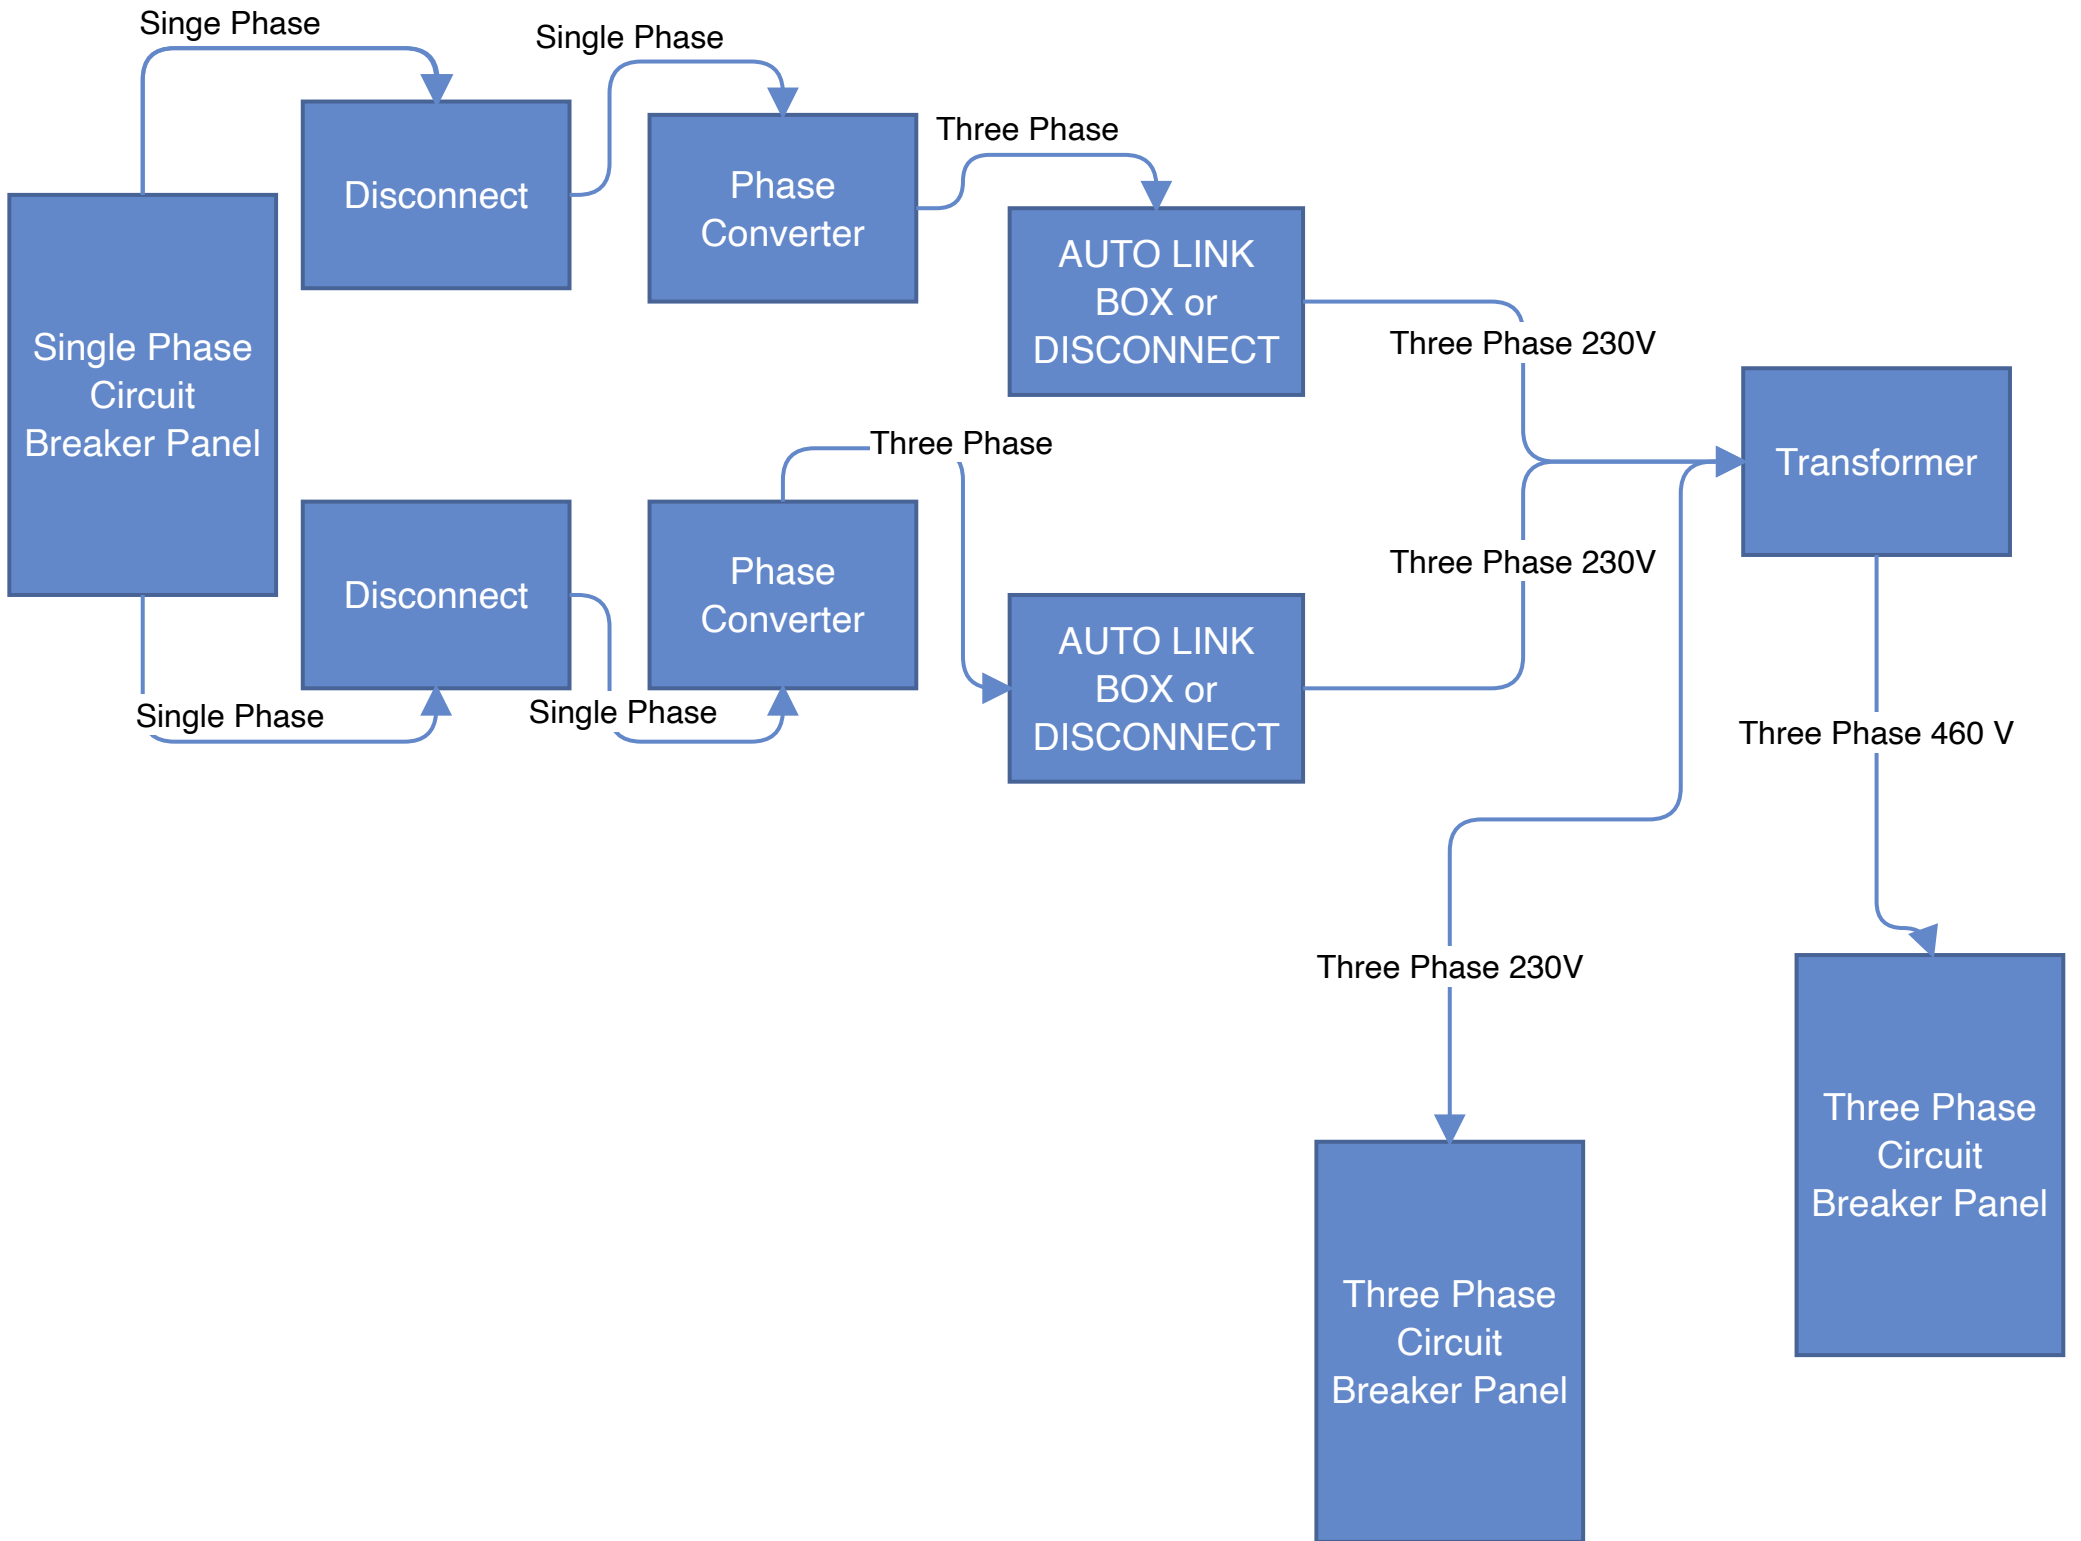 Singe Phase
Single Phase
Three Phase
Disconnect
Phase
Converter
AUTO LINK
BOX or
DISCONNECT
Single Phase
Circuit
Breaker Panel
Three Phase 230V
Three Phase
Transformer
Disconnect
Phase
Converter
Three Phase 230V
AUTO LINK
BOX or
DISCONNECT
Single Phase
Single Phase
Three Phase 460 V
Three Phase 230V
Three Phase
Circuit
Breaker Panel
Three Phase
Circuit
Breaker Panel